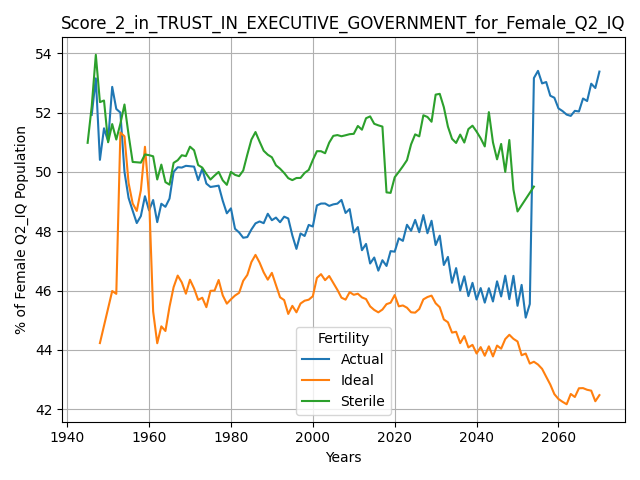 Score_2_in_TRUST_IN_EXECUTIVE_GOVERNMENT_for_Female_Q2_IQ
% of Female Q2_IQ Population
54
52
50
48
46
44
42
Fertility
Actual
Ideal
Sterile
1940 1960 1980 2000 2020 2040 2060
Years